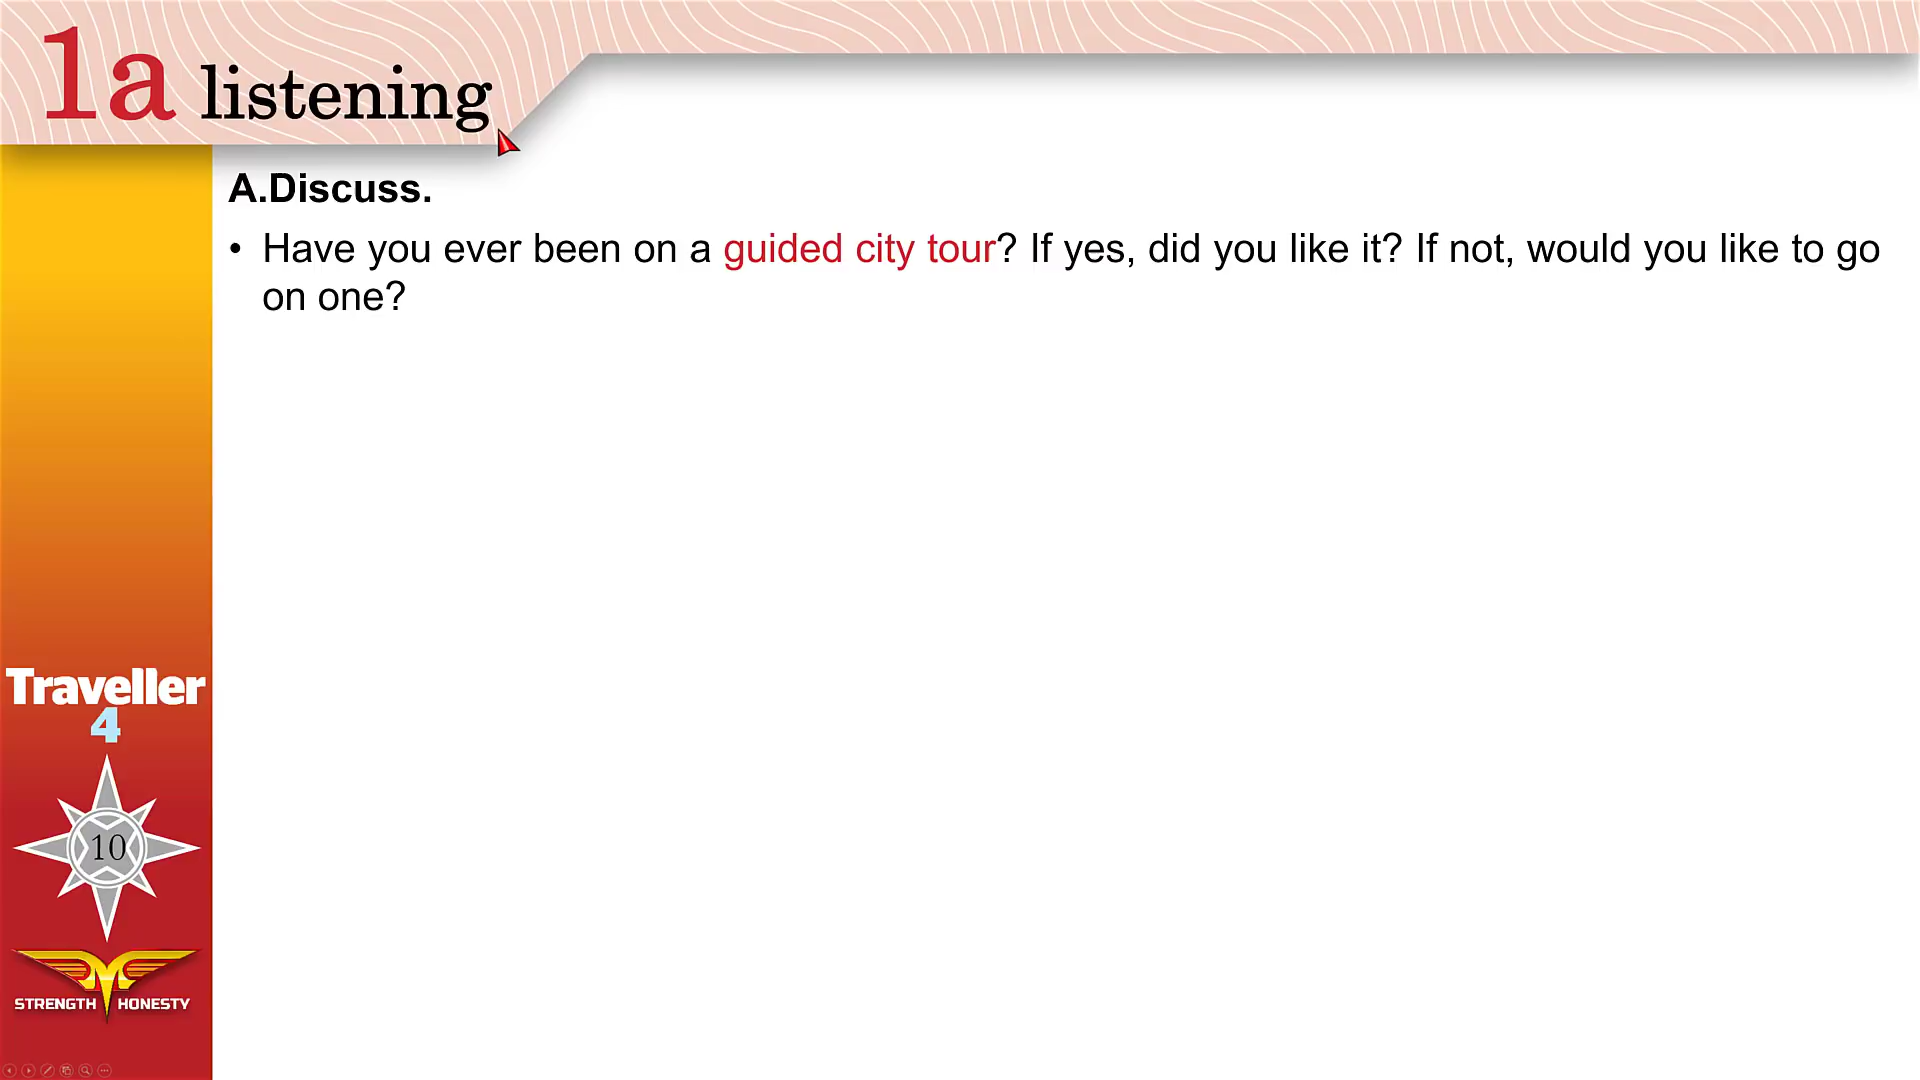 1a listening
A.Discuss.
• Have you ever been on a guided city tour? If yes, did you like it? If not, would you like to go
on one?
Traveller
4
10
STRENGTH HONESTY